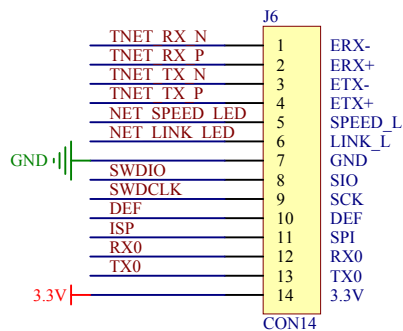 J6
TNET_RX_N 1 ERX-
TNET_RX_P 2 ERX+
TNET_TX_N 3 ETX-
TNET_TX_P 4 ETX+
NET_SPEED_LED 5 SPEED_L
NET_LINK_LED 6 LINK_L
GND 7 GND
SWDIO 8 SIO
SWDCLK 9 SCK
DEF 10 DEF
ISP 11 SPI
RX0 12 RX0
TX0 13 TX0
3.3V 14 3.3V
CON14